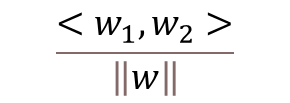 < w₁, w₂ >
‖w‖